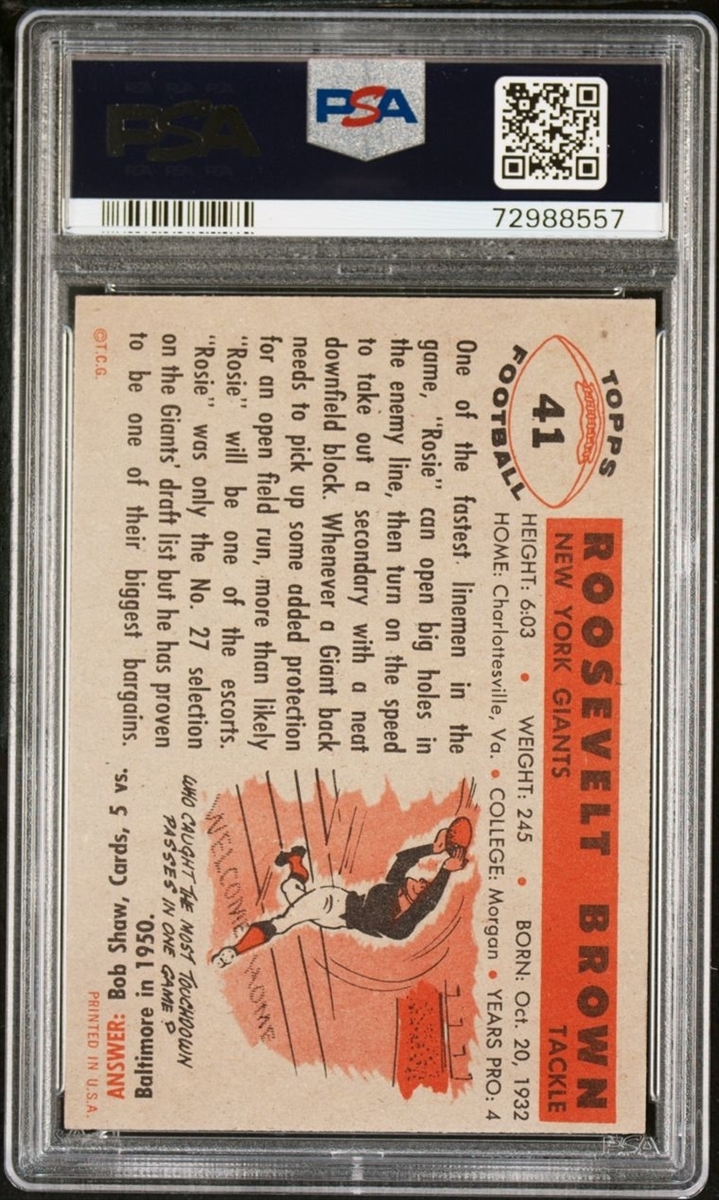 PSA
PSA
72988557
TOPPS
41
FOOTBALL
ROOSEVELT BROWN
NEW YORK GIANTS TACKLE
HEIGHT: 6:03 • WEIGHT: 245 • BORN: Oct. 20, 1932
HOME: Charlottesville, Va. • COLLEGE: Morgan • YEARS PRO: 4
One of the fastest linemen in the
game, "Rosie" can open big holes in
the enemy line, then turn on the speed
to take out a secondary with a neat
downfield block. Whenever a Giant back
needs to pick up some added protection
for an open field run, more than likely
"Rosie" will be one of the escorts.
"Rosie" was only the No. 27 selection
on the Giants' draft list but he has proven
to be one of their biggest bargains.
©T.C.G.
WELCOME HOME
WHO CAUGHT THE MOST TOUCHDOWN
PASSES IN ONE GAME?
ANSWER: Bob Shaw, Cards, 5 vs.
Baltimore in 1950.
PRINTED IN U.S.A.
PSA